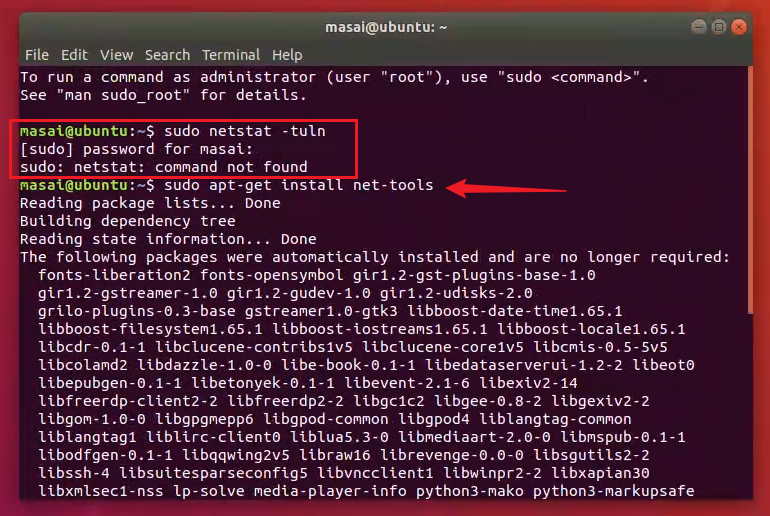 masai@ubuntu: ~
File Edit View Search Terminal Help
To run a command as administrator (user "root"), use "sudo <command>".
See "man sudo_root" for details.
masai@ubuntu:~$ sudo netstat -tuln
[sudo] password for masai:
sudo: netstat: command not found
masai@ubuntu:~$ sudo apt-get install net-tools
Reading package lists... Done
Building dependency tree
Reading state information... Done
The following packages were automatically installed and are no longer required:
fonts-liberation2 fonts-opensymbol gir1.2-gst-plugins-base-1.0
gir1.2-gstreamer-1.0 gir1.2-gudev-1.0 gir1.2-udisks-2.0
grilo-plugins-0.3-base gstreamer1.0-gtk3 libboost-date-time1.65.1
libboost-filesystem1.65.1 libboost-iostreams1.65.1 libboost-locale1.65.1
libcdr-0.1-1 libclucene-contribs1v5 libclucene-core1v5 libcmis-0.5-5v5
libcolamd2 libdazzle-1.0-0 libe-book-0.1-1 libedataserverui-1.2-2 libeot0
libepubgen-0.1-1 libetonyek-0.1-1 libevent-2.1-6 libexiv2-14
libfreerdp-client2-2 libfreerdp2-2 libgc1c2 libgee-0.8-2 libgexiv2-2
libgom-1.0-0 libgpgmepp6 libgpod-common libgpod4 liblangtag-common
liblangtag1 liblirc-client0 liblua5.3-0 libmediaart-2.0-0 libmspub-0.1-1
libodfgen-0.1-1 libqqwing2v5 libraw16 librevenge-0.0-0 libsgutils2-2
libssh-4 libsuitesparseconfig5 libvncclient1 libwinpr2-2 libxapian30
libxmlsec1-nss lp-solve media-player-info python3-mako python3-markupsafe